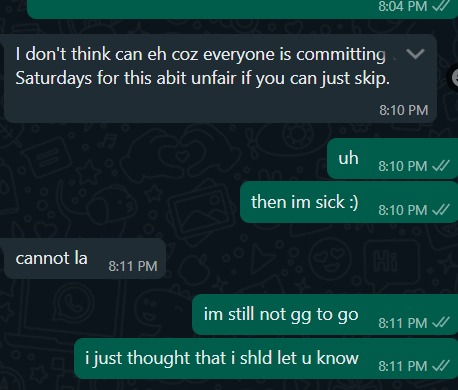 8:04 PM
I don't think can eh coz everyone is committing
Saturdays for this abit unfair if you can just skip.
8:10 PM
uh 8:10 PM
then im sick :) 8:10 PM
cannot la 8:11 PM
im still not gg to go 8:11 PM
i just thought that i shld let u know 8:11 PM